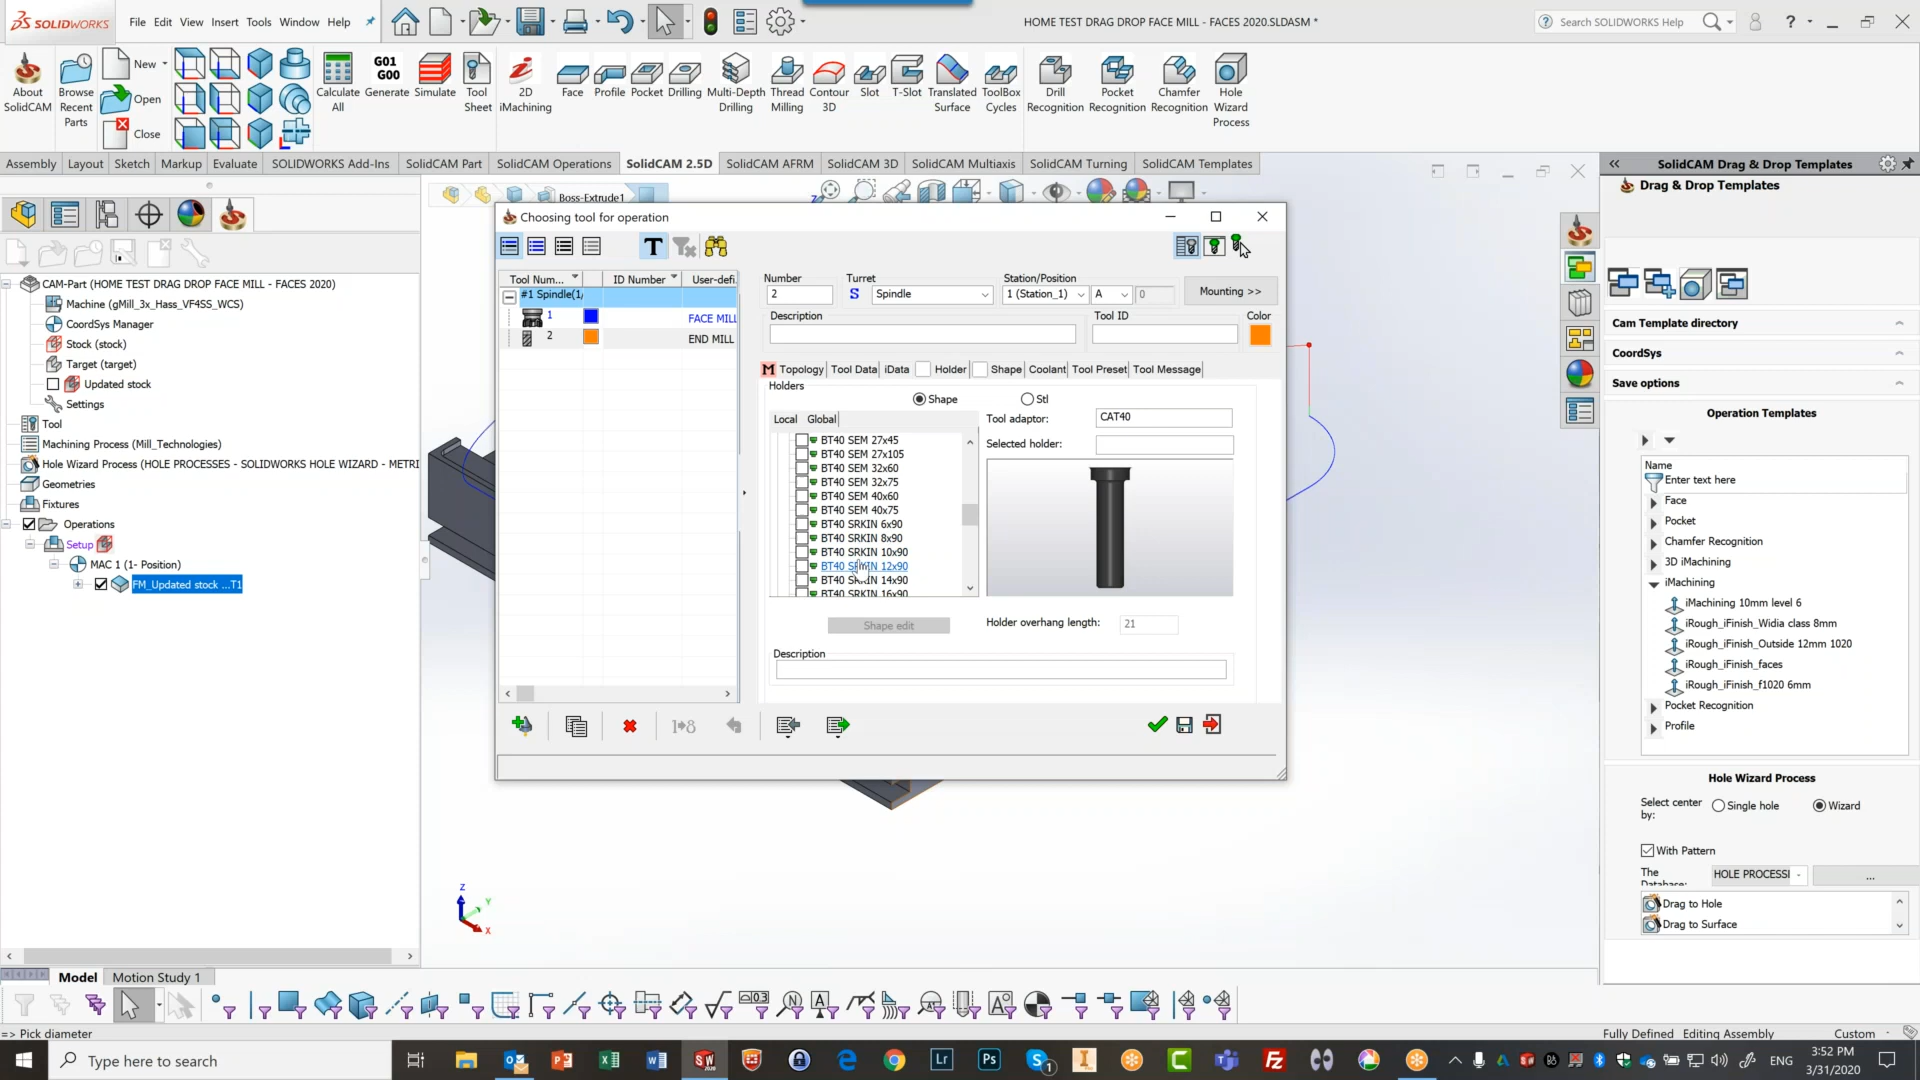 SOLIDWORKS
File Edit View Insert Tools Window Help
HOME TEST DRAG DROP FACE MILL - FACES 2020.SLDASM *
Search SOLIDWORKS Help
About SolidCAM
Browse Recent Parts
New
Open
Close
Calculate All
G01 G00
Generate
Simulate
Tool Sheet
2D iMachining
Face
Profile
Pocket
Drilling
Multi-Depth Drilling
Thread Milling
Contour 3D
Slot
T-Slot
Translated Surface
ToolBox Cycles
Drill Recognition
Pocket Recognition
Chamfer Recognition
Hole Wizard Process
Assembly Layout Sketch Markup Evaluate SOLIDWORKS Add-Ins SolidCAM Part SolidCAM Operations SolidCAM 2.5D SolidCAM AFRM SolidCAM 3D SolidCAM Multiaxis SolidCAM Turning SolidCAM Templates
CAM-Part (HOME TEST DRAG DROP FACE MILL - FACES 2020)
Machine (gMill_3x_Hass_VF4SS_WCS)
CoordSys Manager
Stock (stock)
Target (target)
Updated stock
Settings
Tool
Machining Process (Mill_Technologies)
Hole Wizard Process (HOLE PROCESSES - SOLIDWORKS HOLE WIZARD - METRI
Geometries
Fixtures
Operations
Setup
MAC 1 (1- Position)
FM_Updated stock ...T1
Boss-Extrude1
Choosing tool for operation
Tool Num... ID Number User-defi.
#1 Spindle(1/
1 FACE MILL
2 END MILL
Number Turret Station/Position
2 S Spindle 1 (Station_1) A 0 Mounting >>
Description Tool ID Color
M Topology Tool Data iData Holder Shape Coolant Tool Preset Tool Message
Holders
Shape Stl
Local Global
BT40 SEM 27x45
BT40 SEM 27x105
BT40 SEM 32x60
BT40 SEM 32x75
BT40 SEM 40x60
BT40 SEM 40x75
BT40 SRKIN 6x90
BT40 SRKIN 8x90
BT40 SRKIN 10x90
BT40 SRKIN 12x90
BT40 SRKIN 14x90
BT40 SRKIN 16x90
Tool adaptor: CAT40
Selected holder:
Shape edit
Holder overhang length: 21
Description
Z
Y
X
SolidCAM Drag & Drop Templates
Drag & Drop Templates
Cam Template directory
CoordSys
Save options
Operation Templates
Name
Enter text here
Face
Pocket
Chamfer Recognition
3D iMachining
iMachining
iMachining 10mm level 6
iRough_iFinish_Widia class 8mm
iRough_iFinish_Outside 12mm 1020
iRough_iFinish_faces
iRough_iFinish_f1020 6mm
Pocket Recognition
Profile
Hole Wizard Process
Select center by: Single hole Wizard
With Pattern
The Database: HOLE PROCESSI ...
Drag to Hole
Drag to Surface
Model Motion Study 1
=> Pick diameter
Fully Defined Editing Assembly Custom
Type here to search
ENG
3:52 PM
3/31/2020